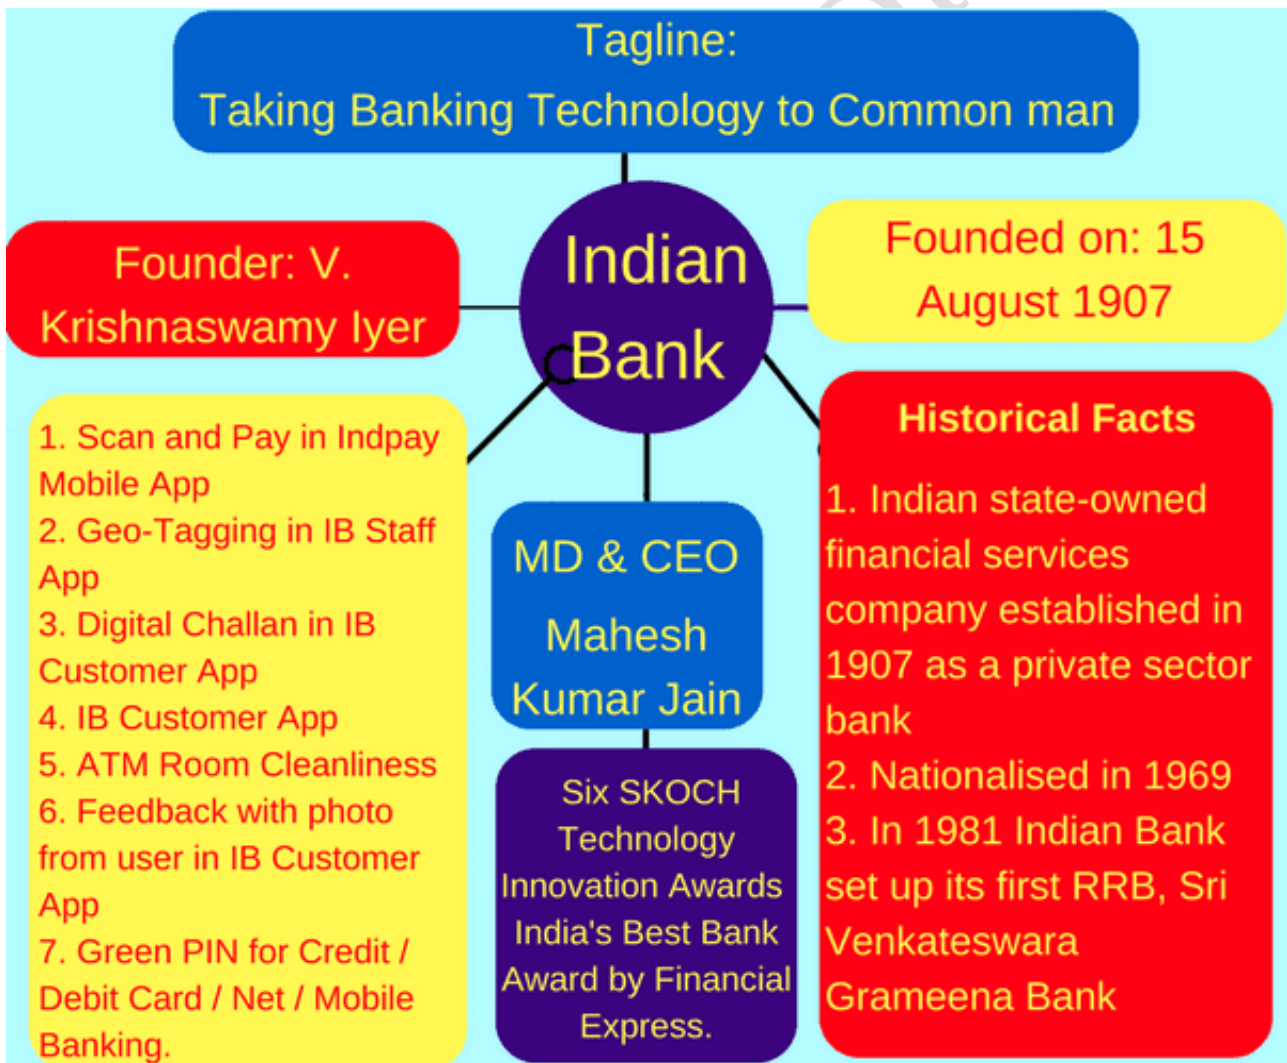 Tagline:
Taking Banking Technology to Common man
Indian
Bank
Founder: V.
Krishnaswamy Iyer
Founded on: 15
August 1907
1. Scan and Pay in Indpay
Mobile App
2. Geo-Tagging in IB Staff
App
3. Digital Challan in IB
Customer App
4. IB Customer App
5. ATM Room Cleanliness
6. Feedback with photo
from user in IB Customer
App
7. Green PIN for Credit /
Debit Card / Net / Mobile
Banking.
MD & CEO
Mahesh
Kumar Jain
Six SKOCH
Technology
Innovation Awards
India's Best Bank
Award by Financial
Express.
Historical Facts
1. Indian state-owned
financial services
company established in
1907 as a private sector
bank
2. Nationalised in 1969
3. In 1981 Indian Bank
set up its first RRB, Sri
Venkateswara
Grameena Bank